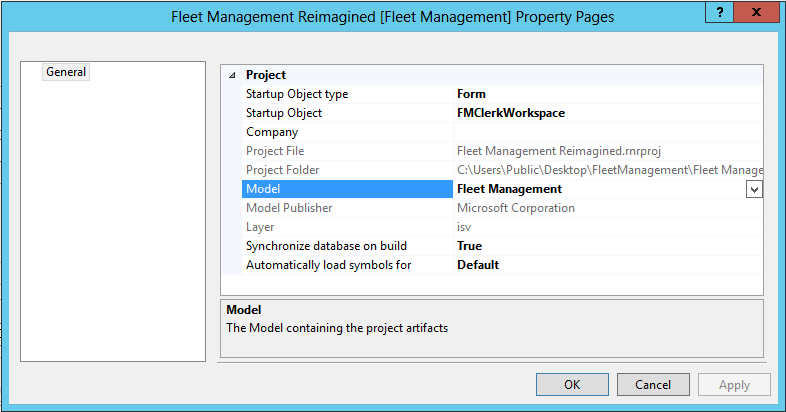 Fleet Management Reimagined [Fleet Management] Property Pages
? X
General
Project
Startup Object type Form
Startup Object FMClerkWorkspace
Company
Project File Fleet Management Reimagined.rnrproj
Project Folder C:\Users\Public\Desktop\FleetManagement\Fleet Manage
Model Fleet Management
Model Publisher Microsoft Corporation
Layer isv
Synchronize database on build True
Automatically load symbols for Default
Model
The Model containing the project artifacts
OK Cancel Apply